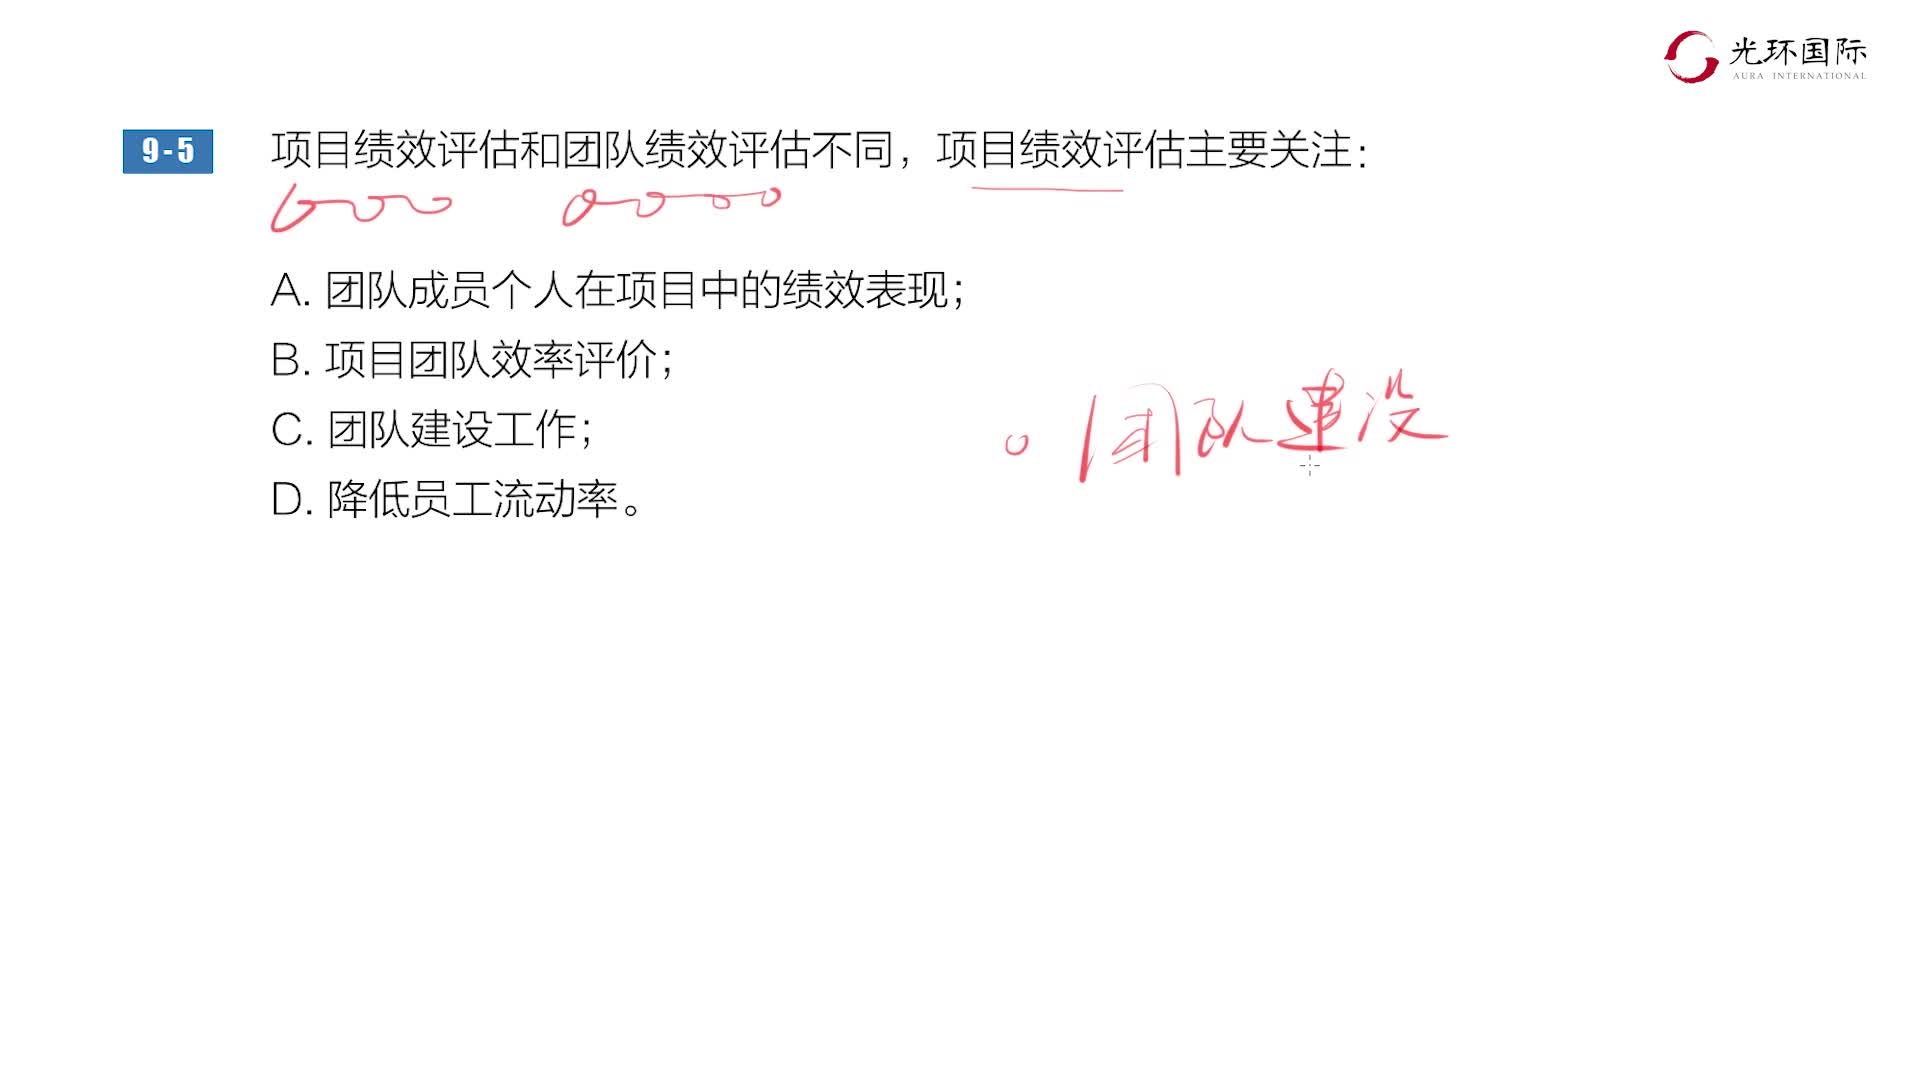 光环国际
AURA INTERNATIONAL
9-5 项目绩效评估和团队绩效评估不同，项目绩效评估主要关注：
A. 团队成员个人在项目中的绩效表现；
B. 项目团队效率评价；
C. 团队建设工作；
D. 降低员工流动率。
团队建设